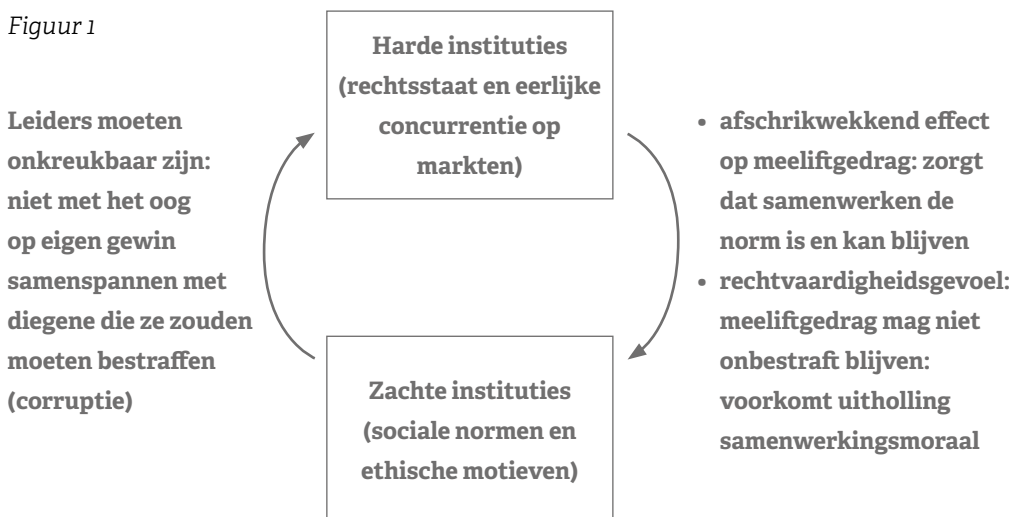 Figuur 1
Harde instituties
(rechtsstaat en eerlijke
concurrentie op
markten)
Leiders moeten
onkreukbaar zijn:
niet met het oog
op eigen gewin
samenspannen met
diegene die ze zouden
moeten bestraffen
(corruptie)
• afschrikwekkend effect
op meeliftgedrag: zorgt
dat samenwerken de
norm is en kan blijven
• rechtvaardigheidsgevoel:
meeliftgedrag mag niet
onbestraft blijven:
voorkomt uitholling
samenwerkingsmoraal
Zachte instituties
(sociale normen en
ethische motieven)